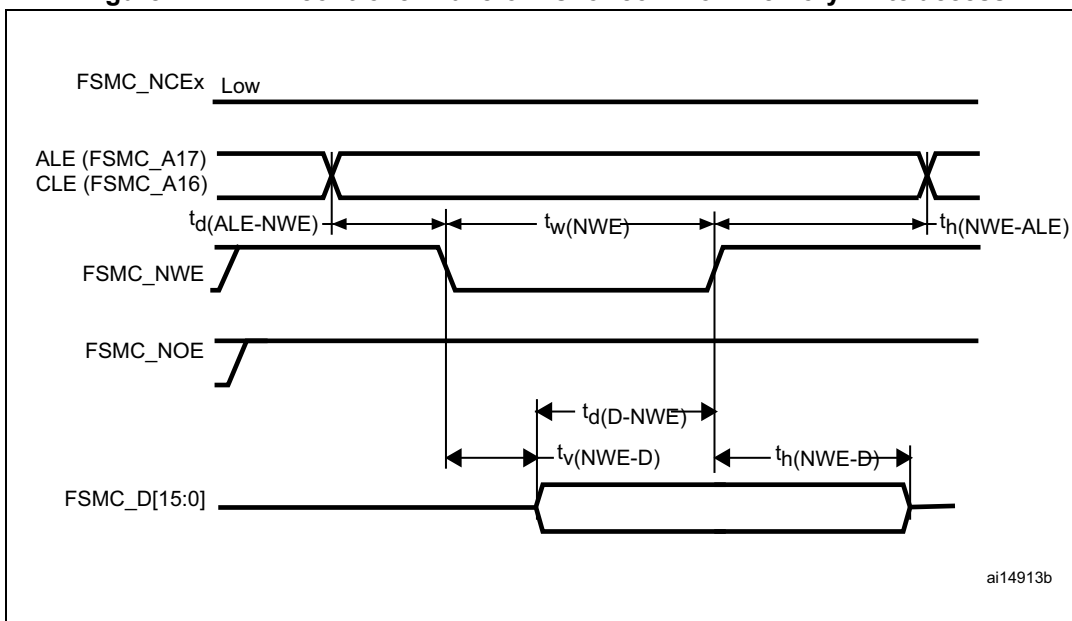 FSMC_NCEx Low
ALE (FSMC_A17)
CLE (FSMC_A16)
td(ALE-NWE) tw(NWE) th(NWE-ALE)
FSMC_NWE
FSMC_NOE
td(D-NWE)
tv(NWE-D) th(NWE-D)
FSMC_D[15:0]
ai14913b